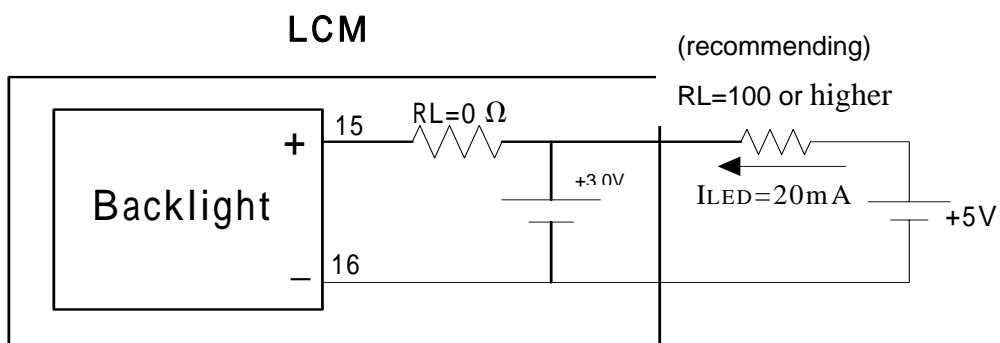 LCM
(recommending)
RL=100 or higher
RL=0 Ω
15
+
Backlight
+3.0V
ILED=20mA
+5V
16
−